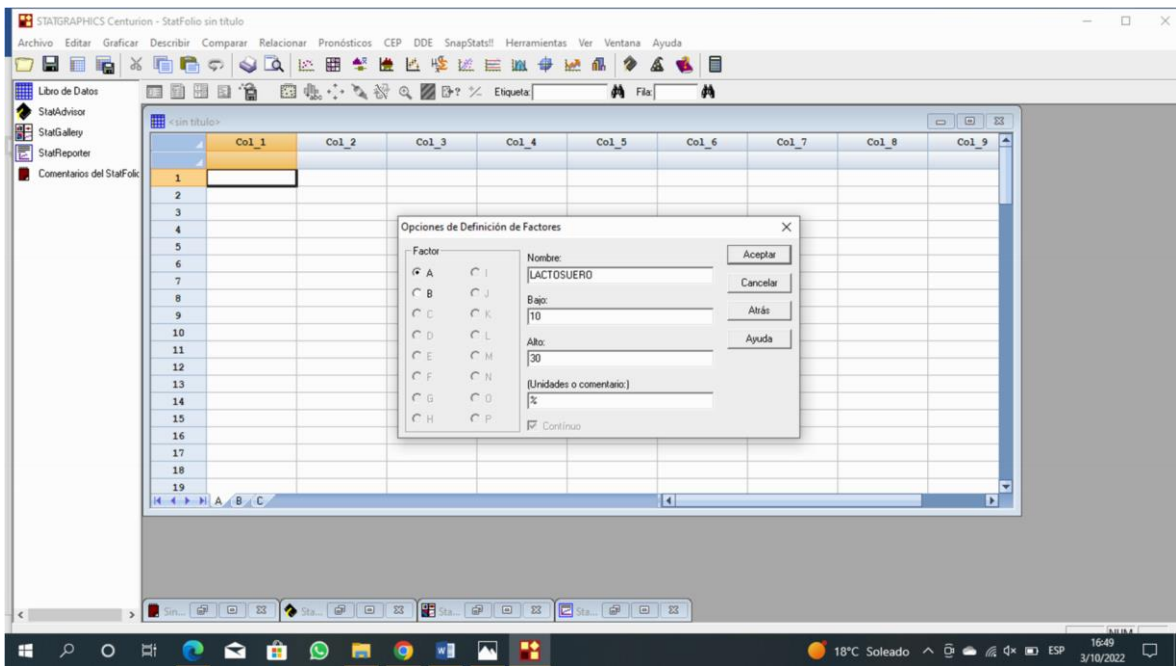 STATGRAPHICS Centurion - StatFolio sin título
Archivo Editar Graficar Describir Comparar Relacionar Pronósticos CEP DDE SnapStats!! Herramientas Ver Ventana Ayuda
Etiqueta: Fila:
Libro de Datos
StatAdvisor
StatGallery
StatReporter
Comentarios del StatFolio
<sin título>
Col_1 Col_2 Col_3 Col_4 Col_5 Col_6 Col_7 Col_8 Col_9
1
2
3
4
5
6
7
8
9
10
11
12
13
14
15
16
17
18
19
A B C
Opciones de Definición de Factores
Factor
A I
B J
C K
D L
E M
F N
G O
H P
Nombre:
LACTOSUERO
Bajo:
10
Alto:
30
(Unidades o comentario:)
%
Continuo
Aceptar
Cancelar
Atrás
Ayuda
Sin... Sta... Sta... Sta...
NUM
18°C Soleado ESP 16:49
3/10/2022